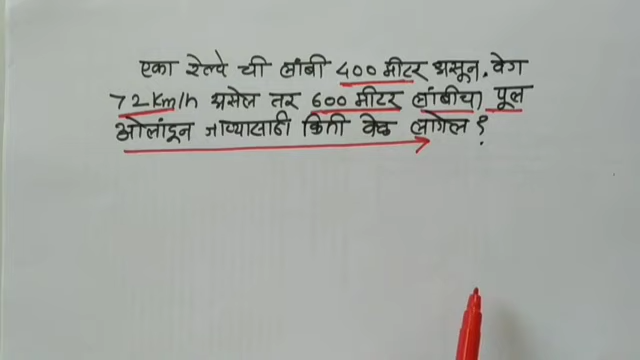 एका रेल्वे ची लांबी 400 मीटर असून, वेग
72 Km/h असेल तर 600 मीटर लांबीचा पूल
ओलांडून जाण्यासाठी किती वेळ लागेल ?